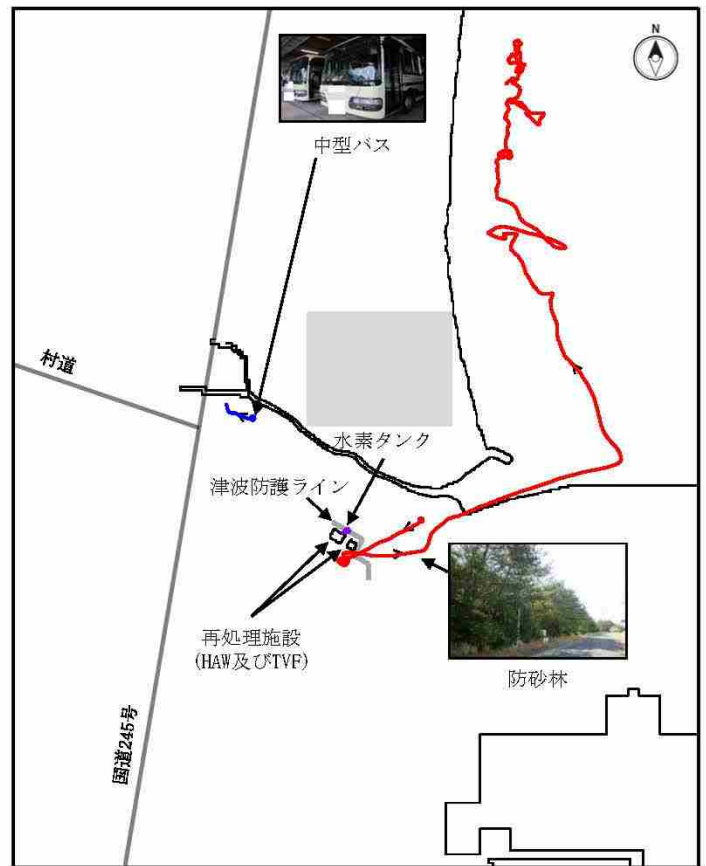 N
中型バス
村道
水素タンク
津波防護ライン
再処理施設
(HAW及びTVF)
防砂林
国道245号